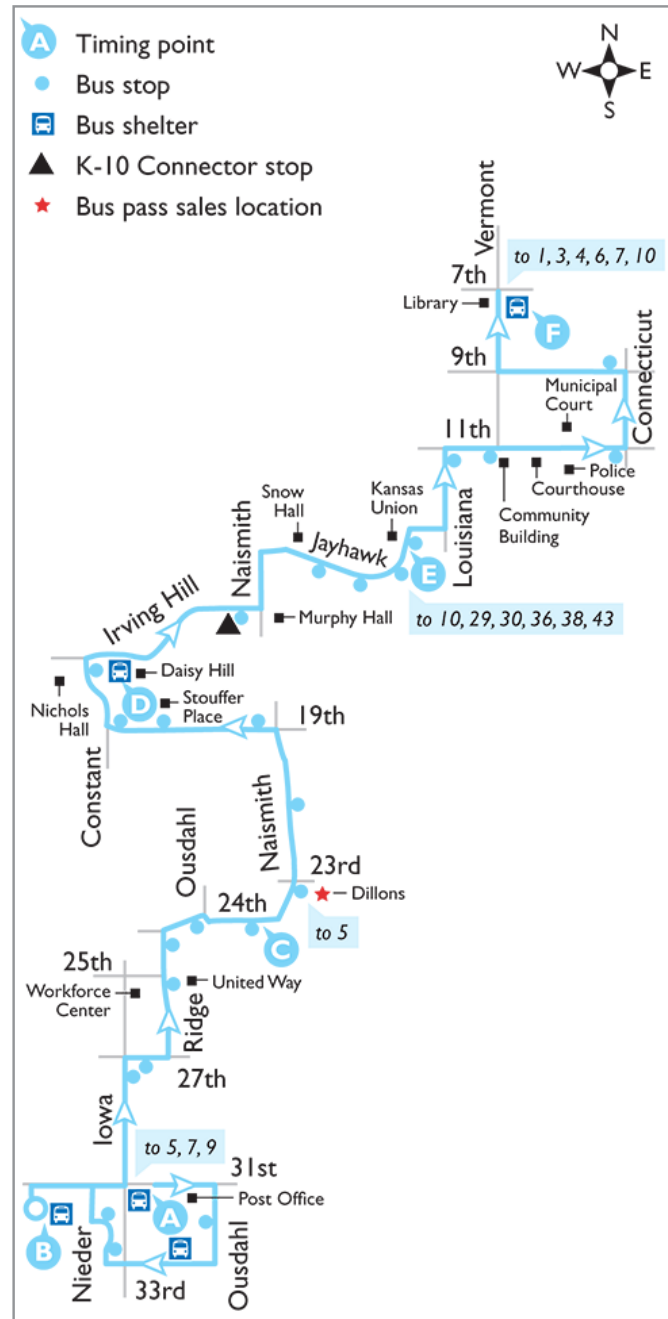 A Timing point
Bus stop
Bus shelter
K-10 Connector stop
Bus pass sales location
N
W E
S
Vermont
to 1, 3, 4, 6, 7, 10
7th
Library
F
9th
Connecticut
Municipal
Court
11th
Police
Courthouse
Community
Building
Louisiana
Kansas
Union
Snow
Hall
Jayhawk
Naismith
E
Irving Hill
Murphy Hall
to 10, 29, 30, 36, 38, 43
Daisy Hill
D
Stouffer
Place
Nichols
Hall
19th
Constant
Naismith
Ousdahl
23rd
Dillons
24th
to 5
C
25th
United Way
Workforce
Center
Ridge
27th
Iowa
to 5, 7, 9
31st
A
Post Office
B
Nieder
Ousdahl
33rd